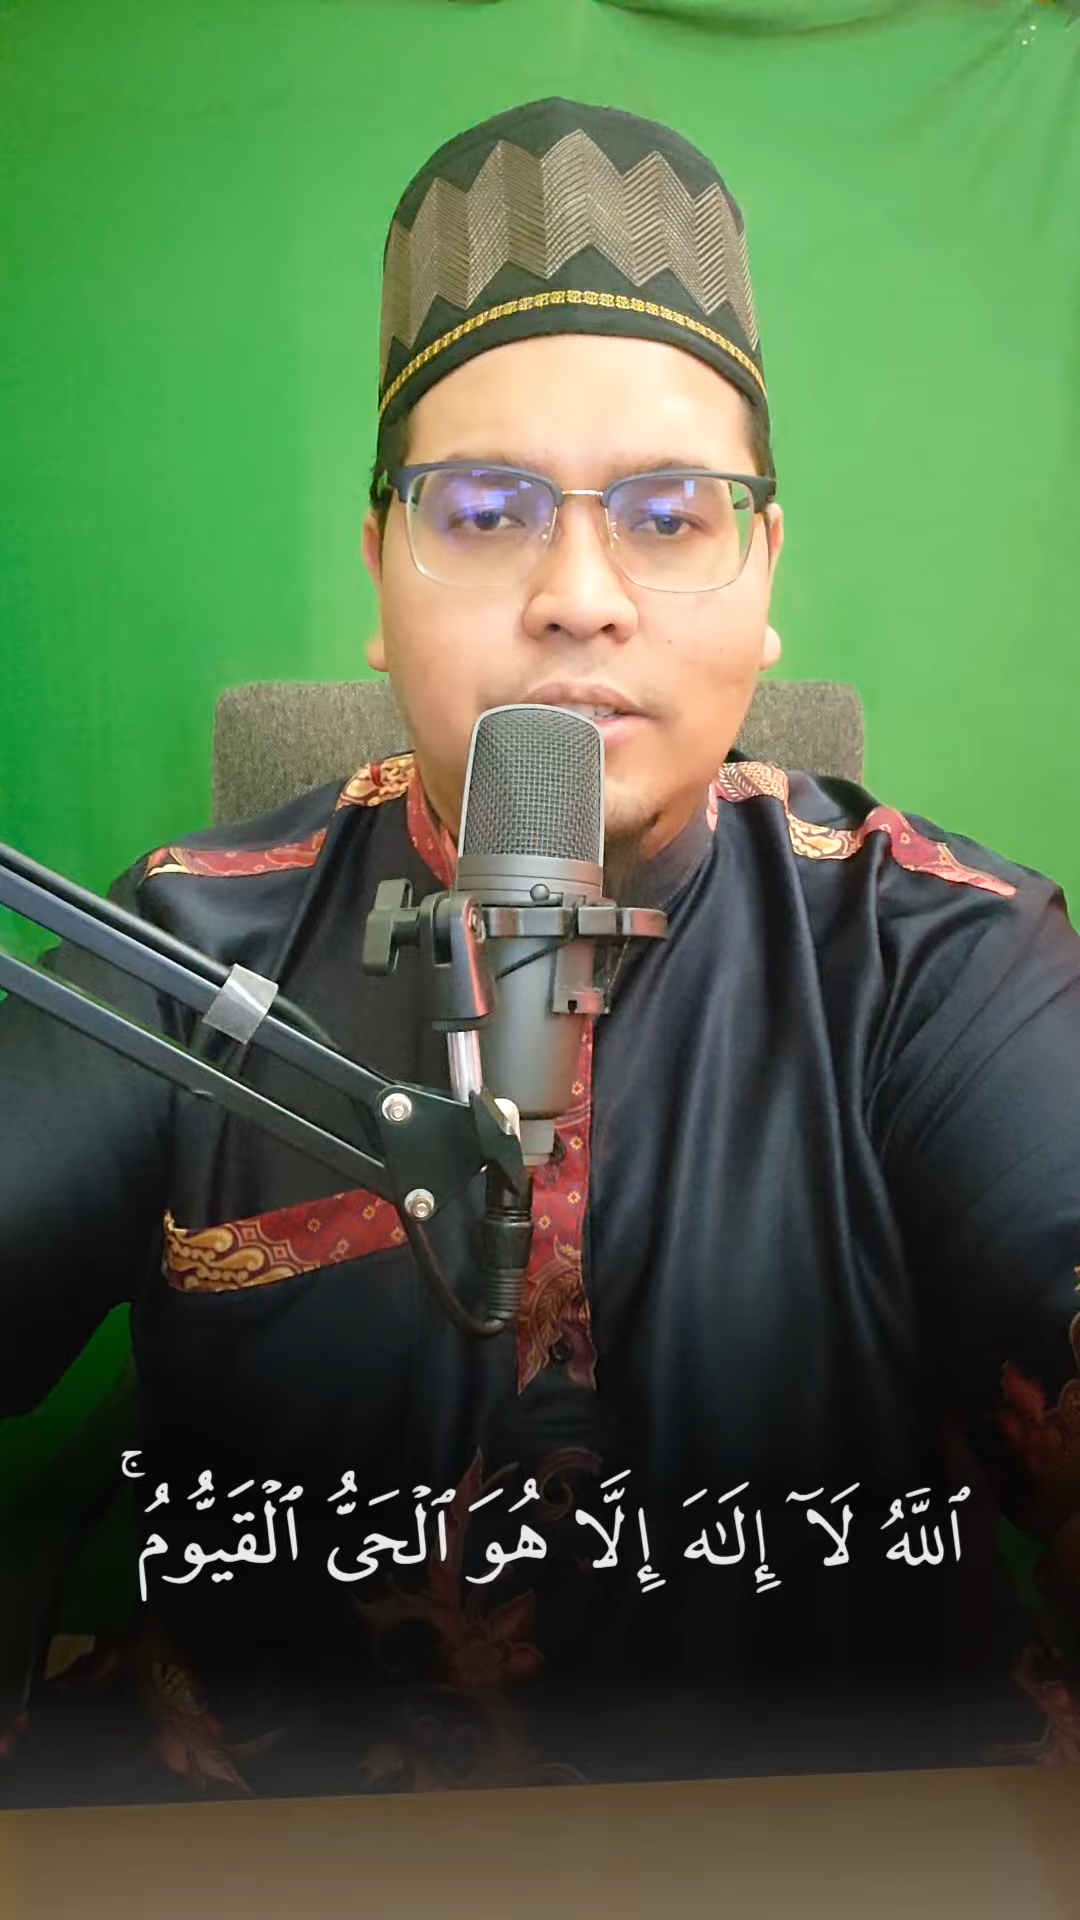 ٱللَّهُ لَآ إِلَـٰهَ إِلَّا هُوَ ٱلْحَىُّ ٱلْقَيُّومُ ۚ